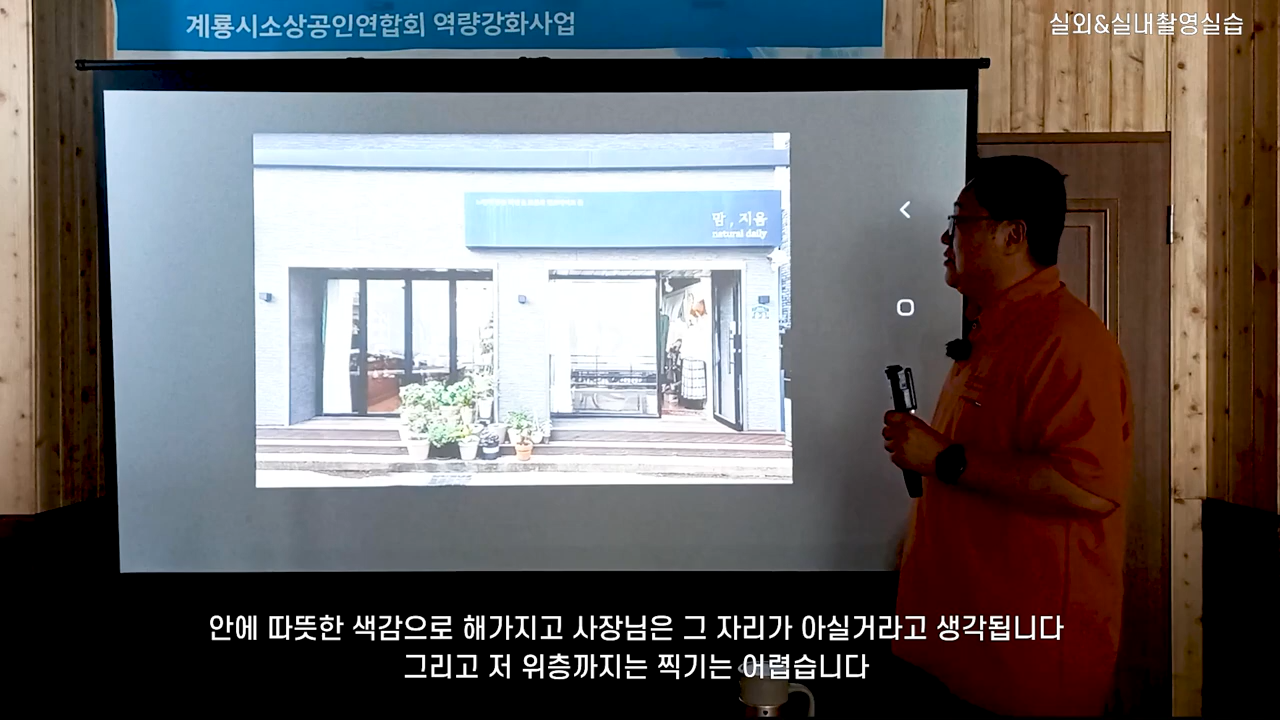 계룡시소상공인연합회 역량강화사업
실외&실내촬영실습
맘, 지음
natural daily
안에 따뜻한 색감으로 해가지고 사장님은 그 자리가 아실거라고 생각됩니다
그리고 저 위층까지는 찍기는 어렵습니다